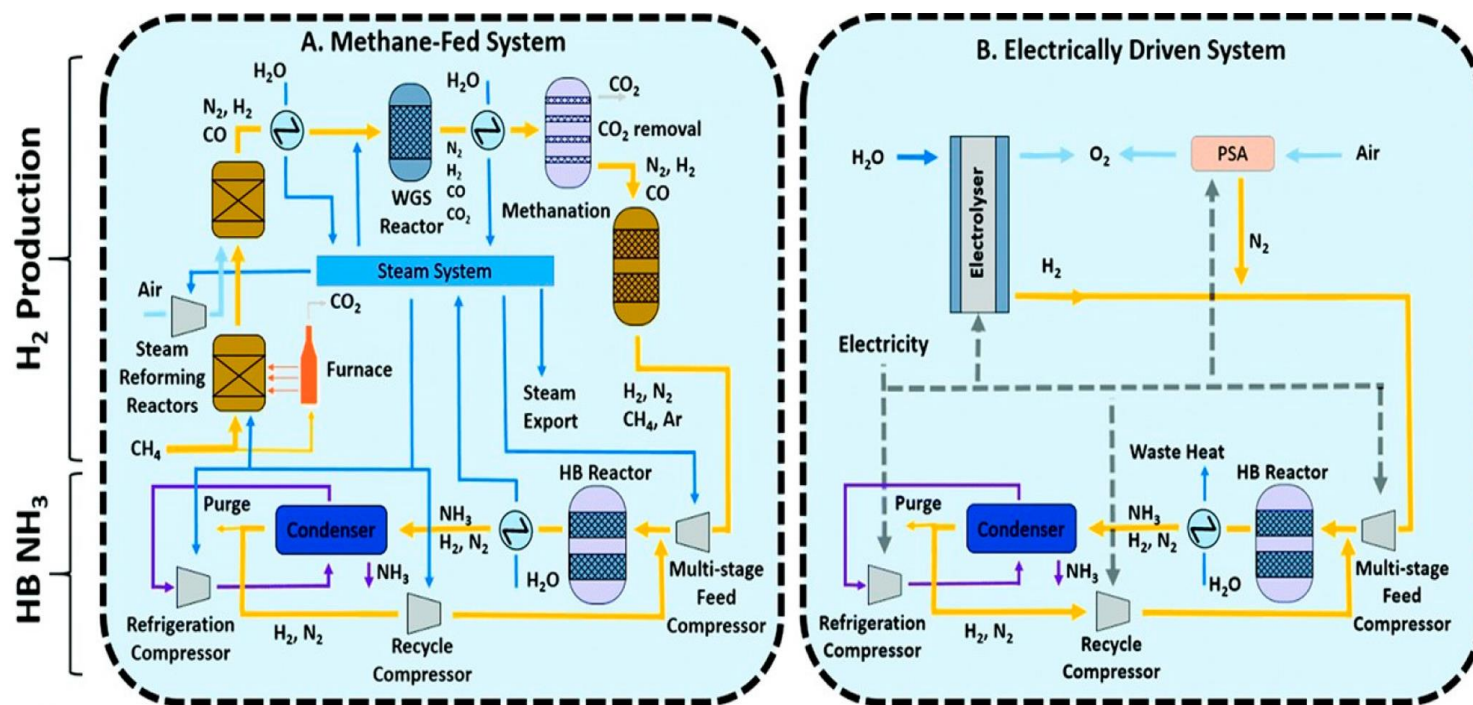 H₂ Production
HB NH₃
A. Methane-Fed System
H₂O
N₂, H₂
CO
WGS
Reactor
H₂O
N₂
H₂
CO
CO₂
CO₂
CO₂ removal
Methanation
N₂, H₂
CO
Steam System
Air
CO₂
Steam
Reforming
Reactors
Furnace
Steam
Export
H₂, N₂
CH₄, Ar
CH₄
Purge
Condenser
NH₃
H₂, N₂
NH₃
HB Reactor
H₂O
Multi-stage
Feed
Compressor
Refrigeration
Compressor
H₂, N₂
Recycle
Compressor
B. Electrically Driven System
H₂O
Electrolyser
O₂
PSA
Air
N₂
H₂
Electricity
Waste Heat
HB Reactor
Purge
Condenser
NH₃
H₂, N₂
NH₃
H₂O
Multi-stage
Feed
Compressor
Refrigeration
Compressor
H₂, N₂
Recycle
Compressor